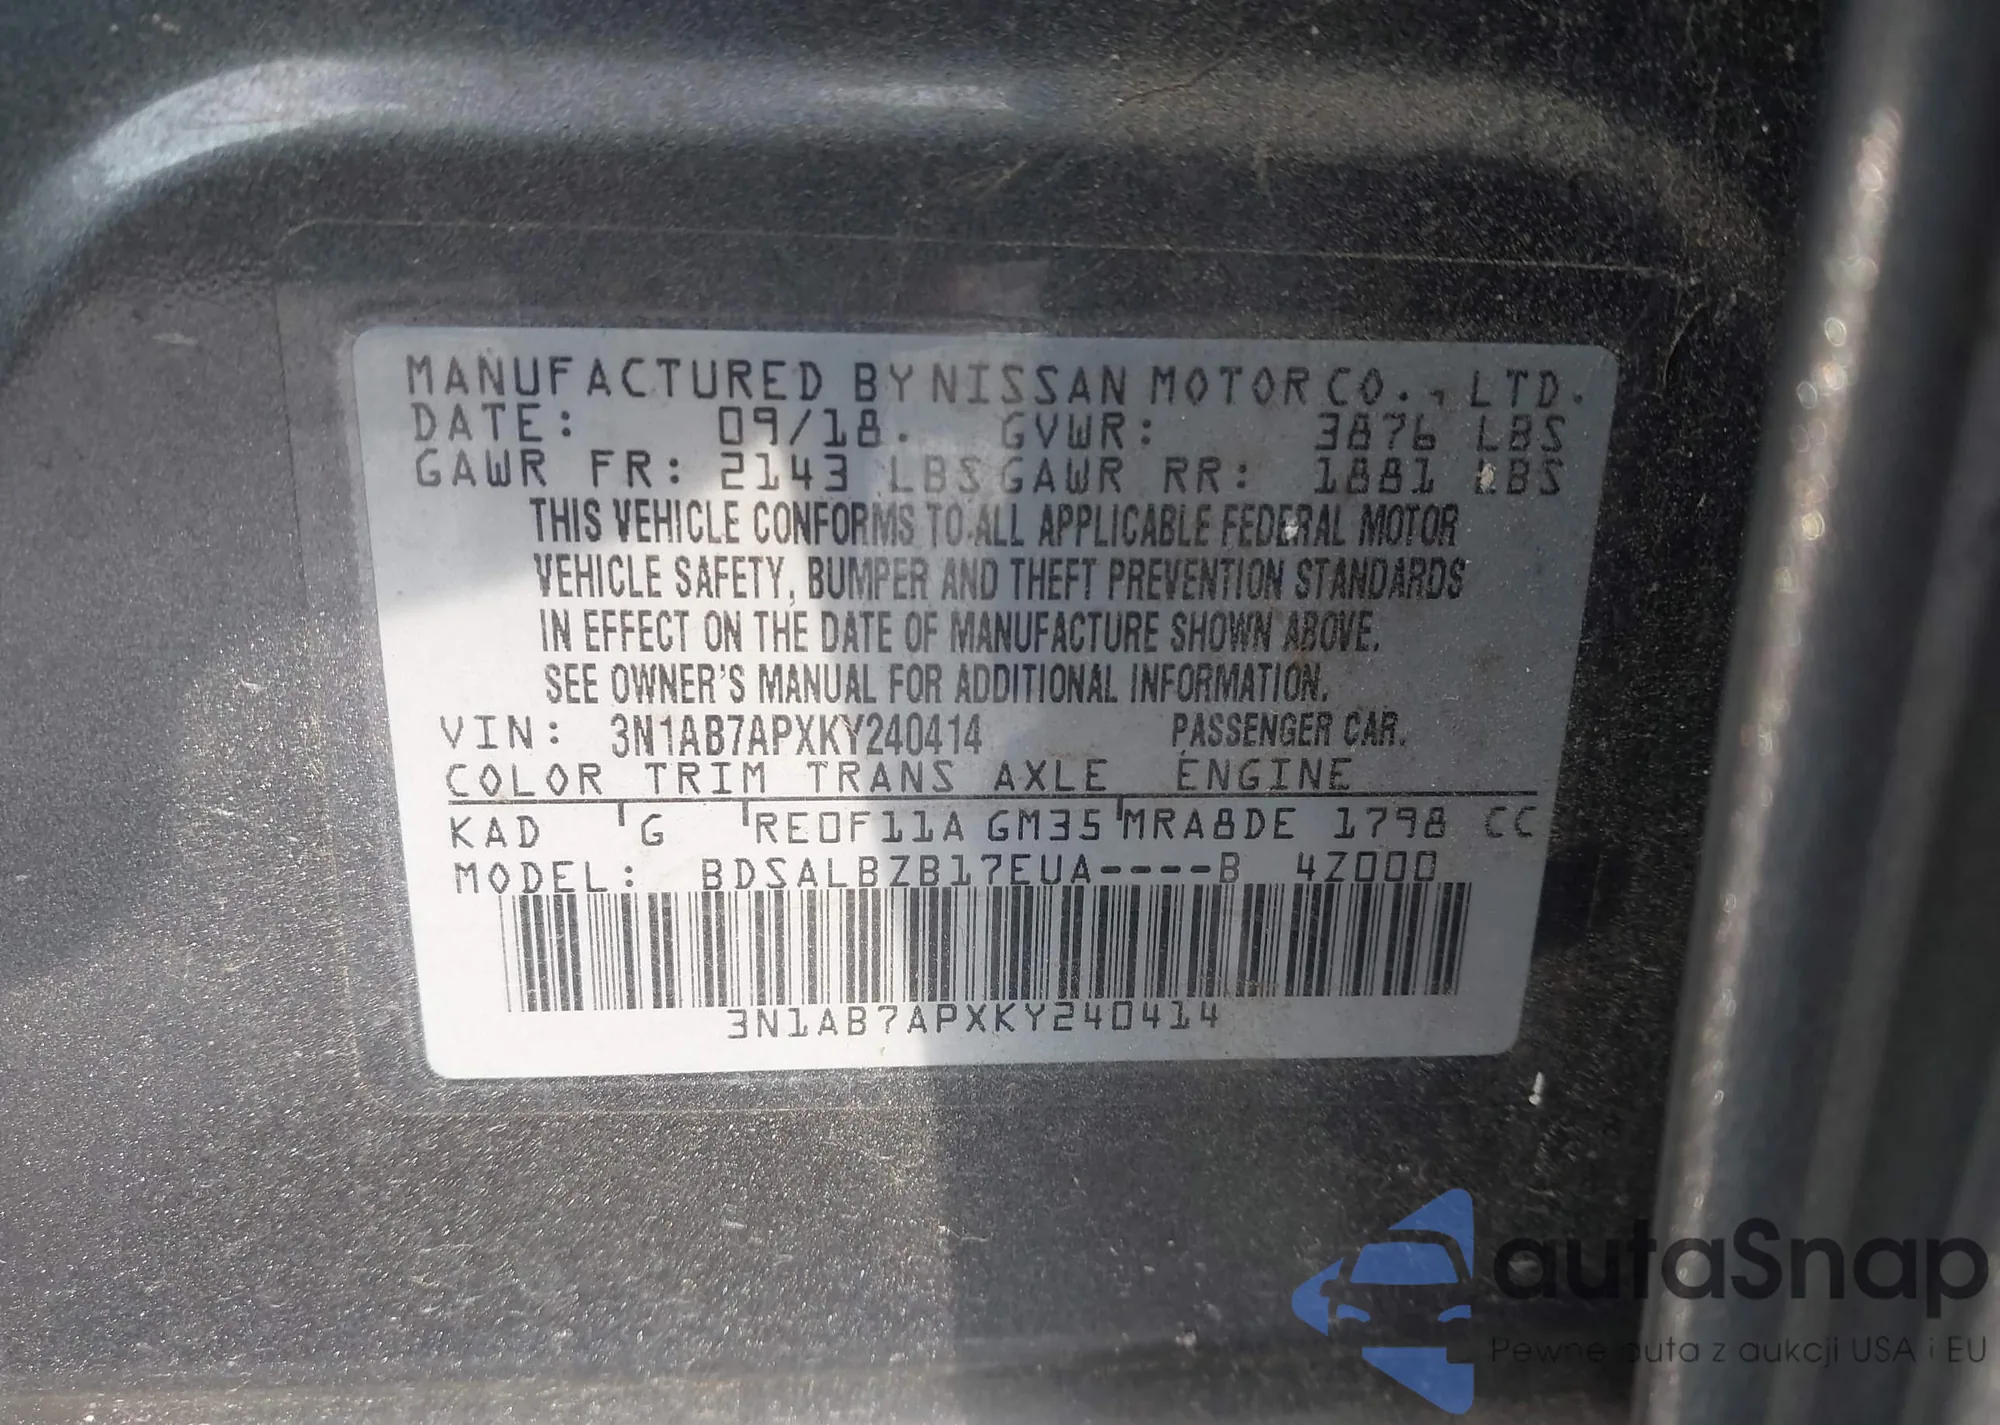 MANUFACTURED BY NISSAN MOTOR CO., LTD.
DATE: 09/18. GVWR: 3876 LBS
GAWR FR: 2143 LBS GAWR RR: 1881 LBS
THIS VEHICLE CONFORMS TO ALL APPLICABLE FEDERAL MOTOR
VEHICLE SAFETY, BUMPER AND THEFT PREVENTION STANDARDS
IN EFFECT ON THE DATE OF MANUFACTURE SHOWN ABOVE.
SEE OWNER'S MANUAL FOR ADDITIONAL INFORMATION.
VIN: 3N1AB7APXKY240414 PASSENGER CAR.
COLOR TRIM TRANS AXLE ENGINE
KAD G RE0F11A GM35 MRA8DE 1798 CC
MODEL: BDSALBZB17EUA----B 4Z000
3N1AB7APXKY240414
autaSnap
Pewne auta z aukcji USA i EU